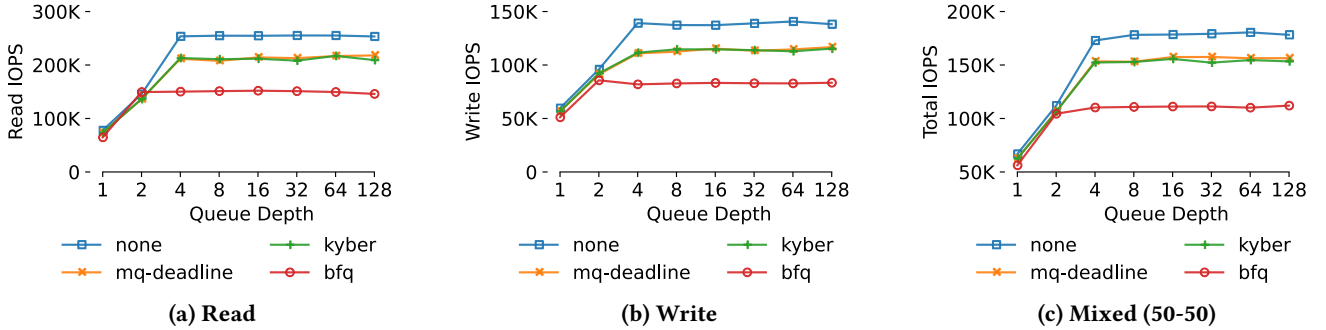 300K
200K
100K
0
Read IOPS
1 2 4 8 16 32 64 128
Queue Depth
none kyber
mq-deadline bfq
(a) Read
150K
100K
50K
0
Write IOPS
1 2 4 8 16 32 64 128
Queue Depth
none kyber
mq-deadline bfq
(b) Write
200K
150K
100K
50K
Total IOPS
1 2 4 8 16 32 64 128
Queue Depth
none kyber
mq-deadline bfq
(c) Mixed (50-50)